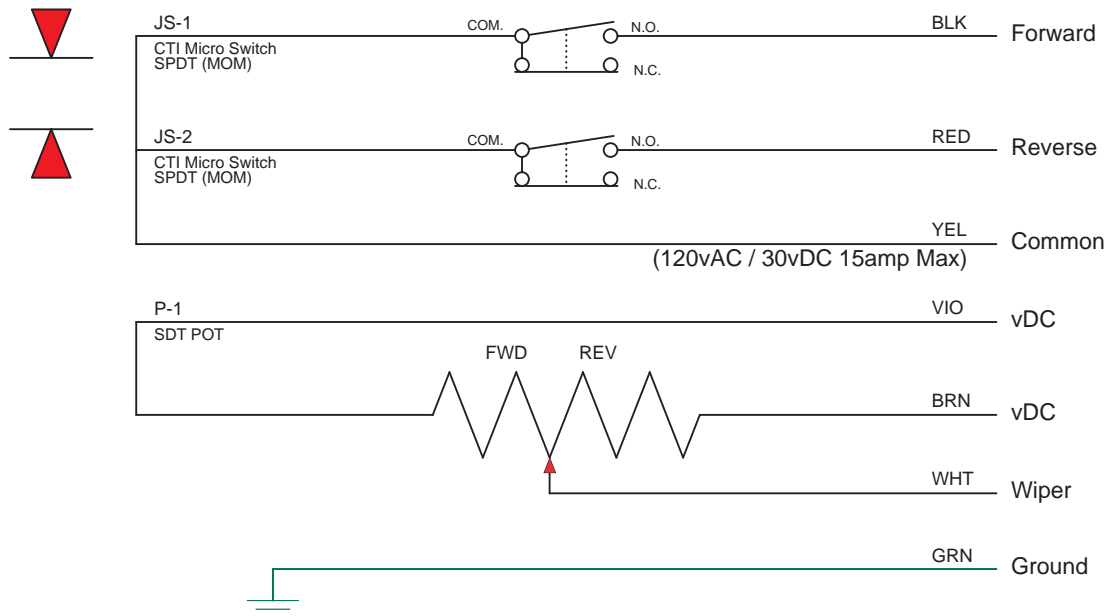 JS-1
COM.
N.O.
BLK
Forward
CTI Micro Switch
SPDT (MOM)
N.C.
JS-2
COM.
N.O.
RED
Reverse
CTI Micro Switch
SPDT (MOM)
N.C.
YEL
Common
(120vAC / 30vDC 15amp Max)
P-1
VIO
vDC
SDT POT
FWD
REV
BRN
vDC
WHT
Wiper
GRN
Ground